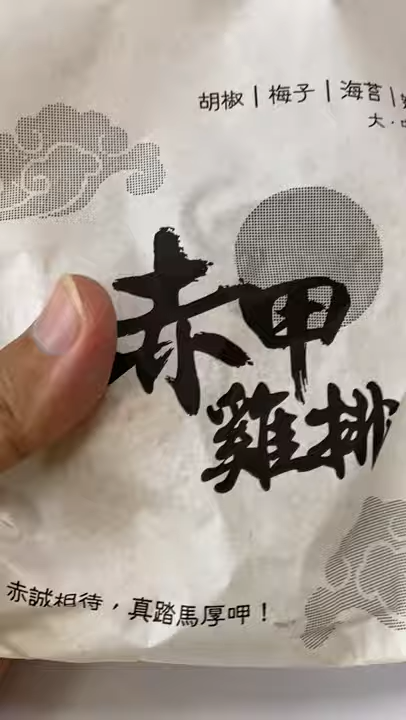 胡椒 | 梅子 | 海苔 |
大·
赤甲
雞排
赤誠相待，真踏馬厚呷！